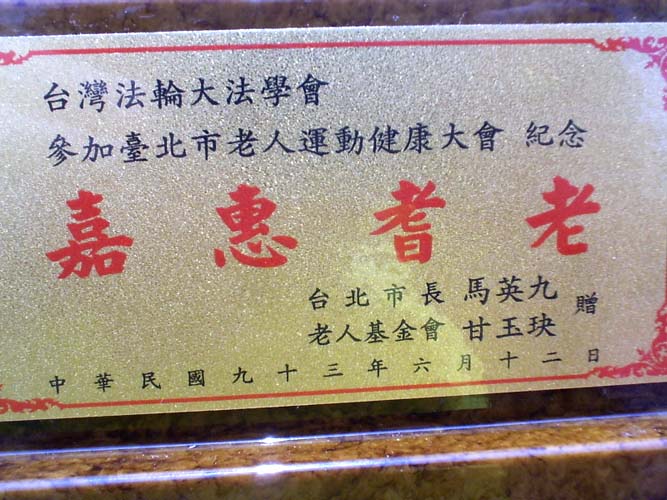 台灣法輪大法學會
參加臺北市老人運動健康大會 紀念
嘉惠耆老
台北市長 馬英九
老人基金會 甘玉玦
贈
中華民國九十三年六月十二日